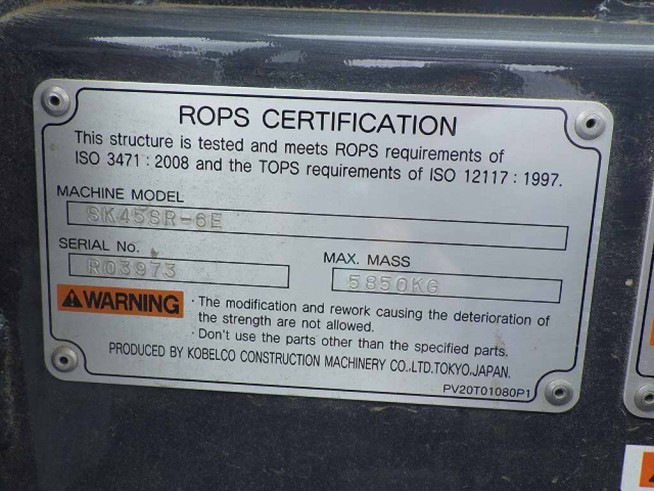 ROPS CERTIFICATION
This structure is tested and meets ROPS requirements of
ISO 3471 : 2008 and the TOPS requirements of ISO 12117 : 1997.
MACHINE MODEL
SK45SR-6E
SERIAL No.
R03973
MAX. MASS
5850KG
WARNING
· The modification and rework causing the deterioration of
the strength are not allowed.
· Don't use the parts other than the specified parts.
PRODUCED BY KOBELCO CONSTRUCTION MACHINERY CO.,LTD.TOKYO,JAPAN.
PV20T01080P1